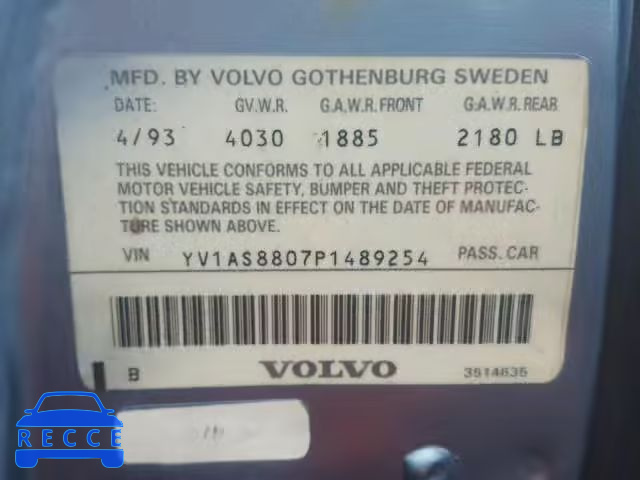 MFD. BY VOLVO GOTHENBURG SWEDEN
DATE: G.V.W.R. G.A.W.R. FRONT G.A.W.R. REAR
4/93 4030 1885 2180 LB
THIS VEHICLE CONFORMS TO ALL APPLICABLE FEDERAL
MOTOR VEHICLE SAFETY, BUMPER AND THEFT PROTEC-
TION STANDARDS IN EFFECT ON THE DATE OF MANUFAC-
TURE SHOWN ABOVE.
VIN YV1AS8807P1489254 PASS. CAR
B VOLVO 3514635
RECCE